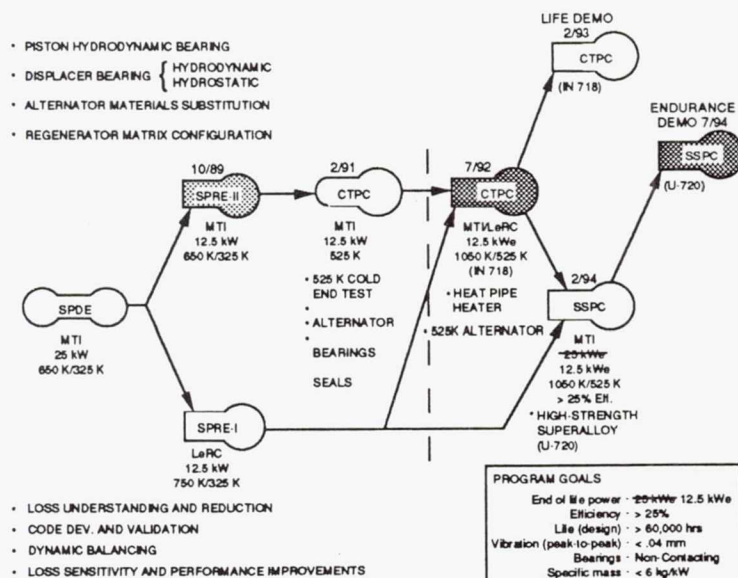 LIFE DEMO
2/93
CTPC
(IN 718)
• PISTON HYDRODYNAMIC BEARING
• DISPLACER BEARING { HYDRODYNAMIC
HYDROSTATIC
• ALTERNATOR MATERIALS SUBSTITUTION
• REGENERATOR MATRIX CONFIGURATION
ENDURANCE
DEMO 7/94
SSPC
(U-720)
10/89
SPRE-II
MTI
12.5 kW
650 K/325 K
2/91
CTPC
MTI
12.5 kW
525 K
• 525 K COLD
END TEST
•
• ALTERNATOR
•
BEARINGS
SEALS
7/92
CTPC
MTI/LeRC
12.5 kWe
1050 K/525 K
(IN 718)
• HEAT PIPE
HEATER
• 525K ALTERNATOR
2/94
SSPC
MTI
25 kWe
12.5 kWe
1050 K/525 K
> 25% Eff.
• HIGH-STRENGTH
SUPERALLOY
(U-720)
SPDE
MTI
25 kW
650 K/325 K
SPRE-I
LeRC
12.5 kW
750 K/325 K
• LOSS UNDERSTANDING AND REDUCTION
• CODE DEV. AND VALIDATION
• DYNAMIC BALANCING
• LOSS SENSITIVITY AND PERFORMANCE IMPROVEMENTS
PROGRAM GOALS
End of life power · 25 kWe 12.5 kWe
Efficiency · > 25%
Life (design) · > 60,000 hrs
Vibration (peak-to-peak) · < .04 mm
Bearings · Non-Contacting
Specific mass · < 6 kg/kW